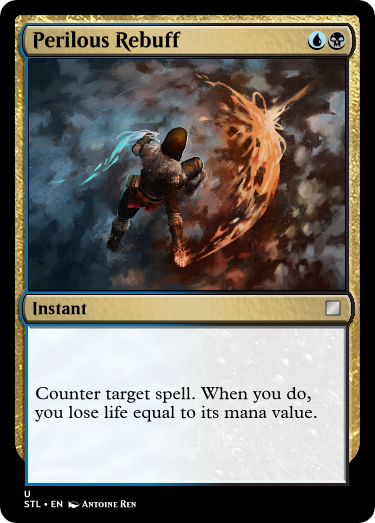 Perilous Rebuff
Instant
Counter target spell. When you do,
you lose life equal to its mana value.
U
STL • EN Antoine Ren